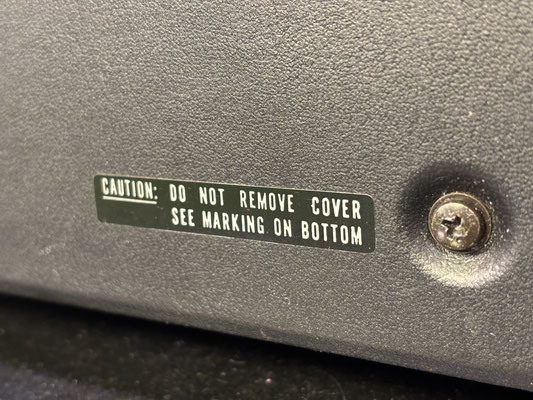 CAUTION: DO NOT REMOVE COVER
SEE MARKING ON BOTTOM